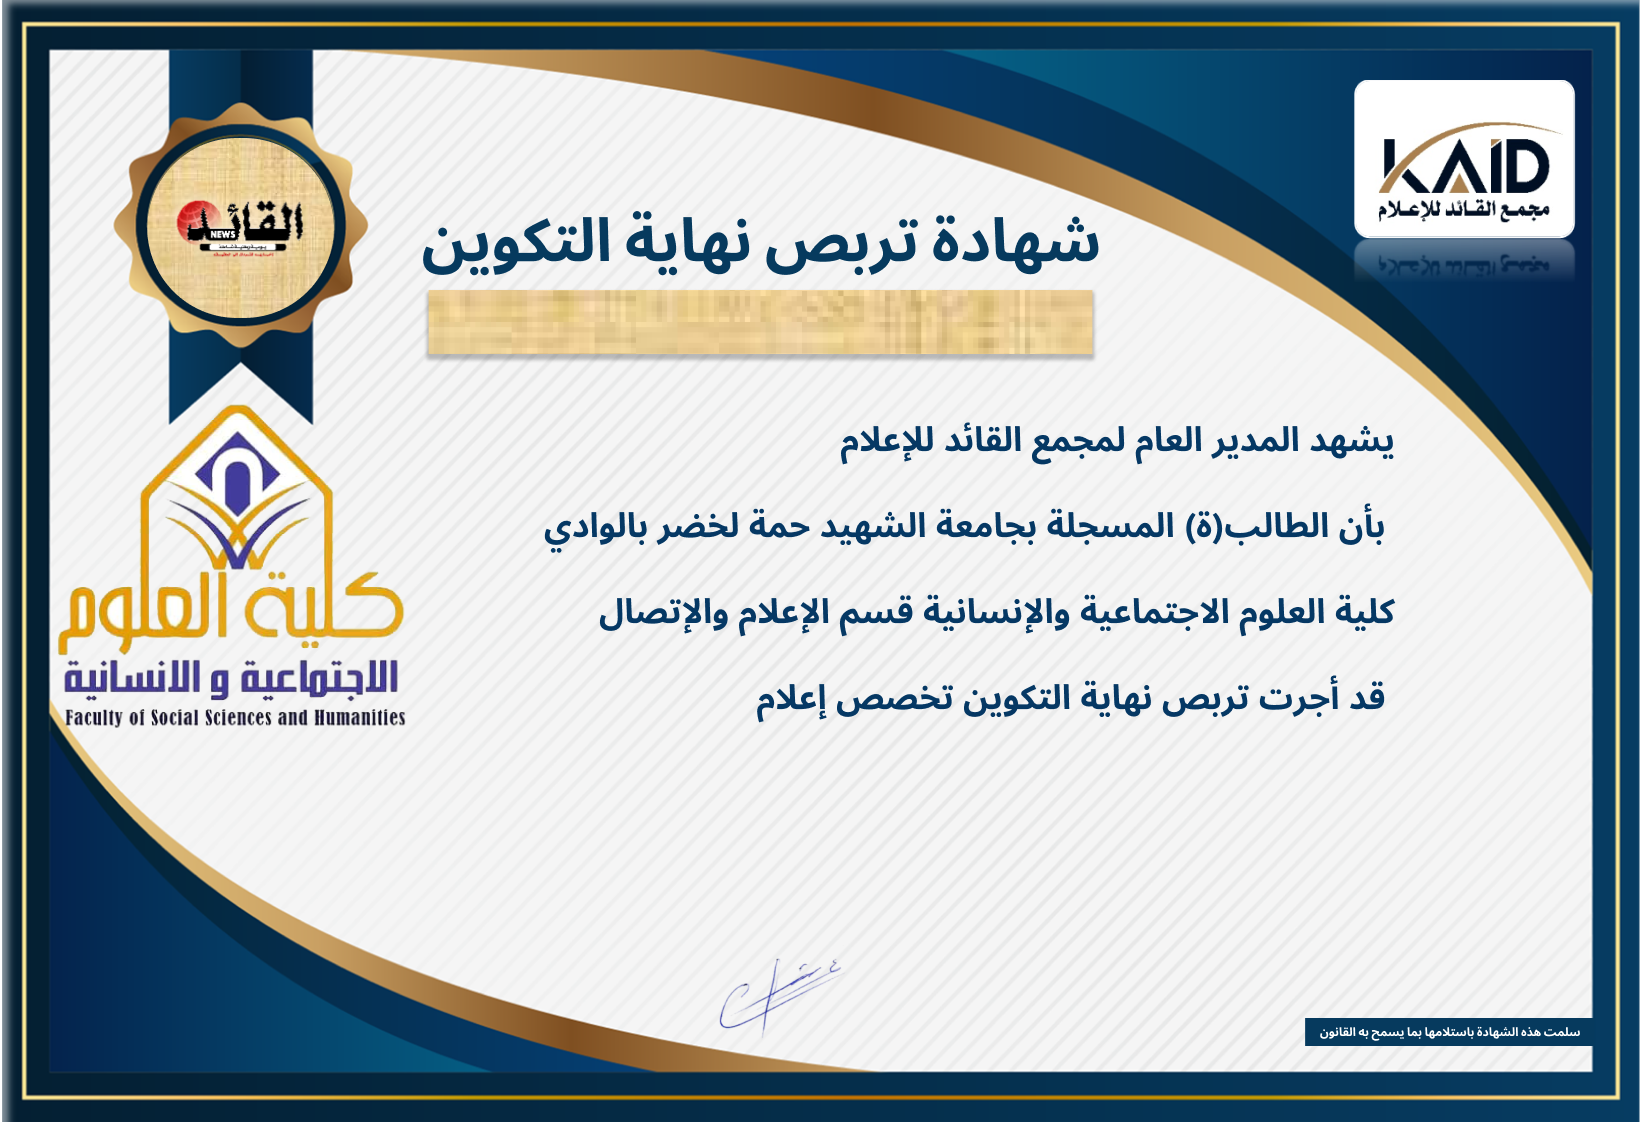 KAID
مجمع القائد للإعلام
القائد
NEWS
شهادة تربص نهاية التكوين
يشهد المدير العام لمجمع القائد للإعلام
بأن الطالب(ة) المسجلة بجامعة الشهيد حمة لخضر بالوادي
كلية العلوم الاجتماعية والإنسانية قسم الإعلام والإتصال
قد أجرت تربص نهاية التكوين تخصص إعلام
كلية العلوم
الاجتماعية و الانسانية
Faculty of Social Sciences and Humanities
سلمت هذه الشهادة باستلامها بما يسمح به القانون